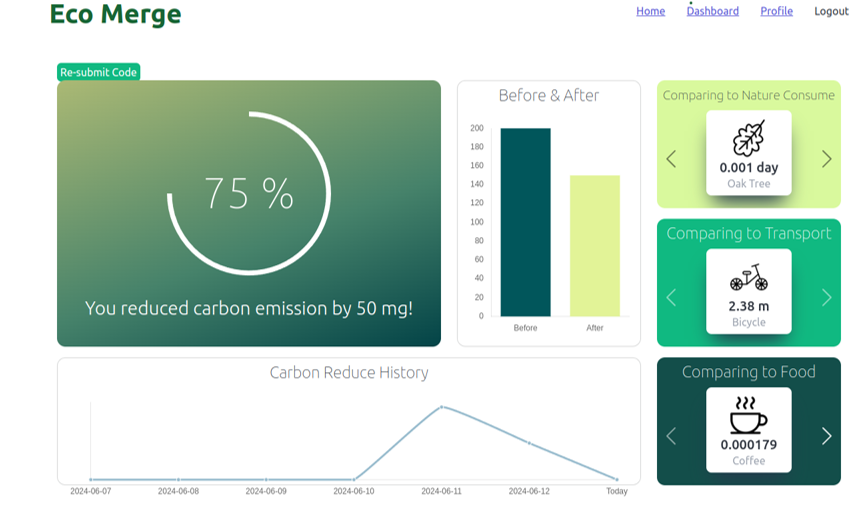 Eco Merge
Home Dashboard Profile Logout
Re-submit Code
75 %
You reduced carbon emission by 50 mg!
Before & After
200
180
160
140
120
100
80
60
40
20
0
Before After
Comparing to Nature Consume
0.001 day
Oak Tree
Comparing to Transport
2.38 m
Bicycle
Carbon Reduce History
2024-06-07 2024-06-08 2024-06-09 2024-06-10 2024-06-11 2024-06-12 Today
Comparing to Food
0.000179
Coffee